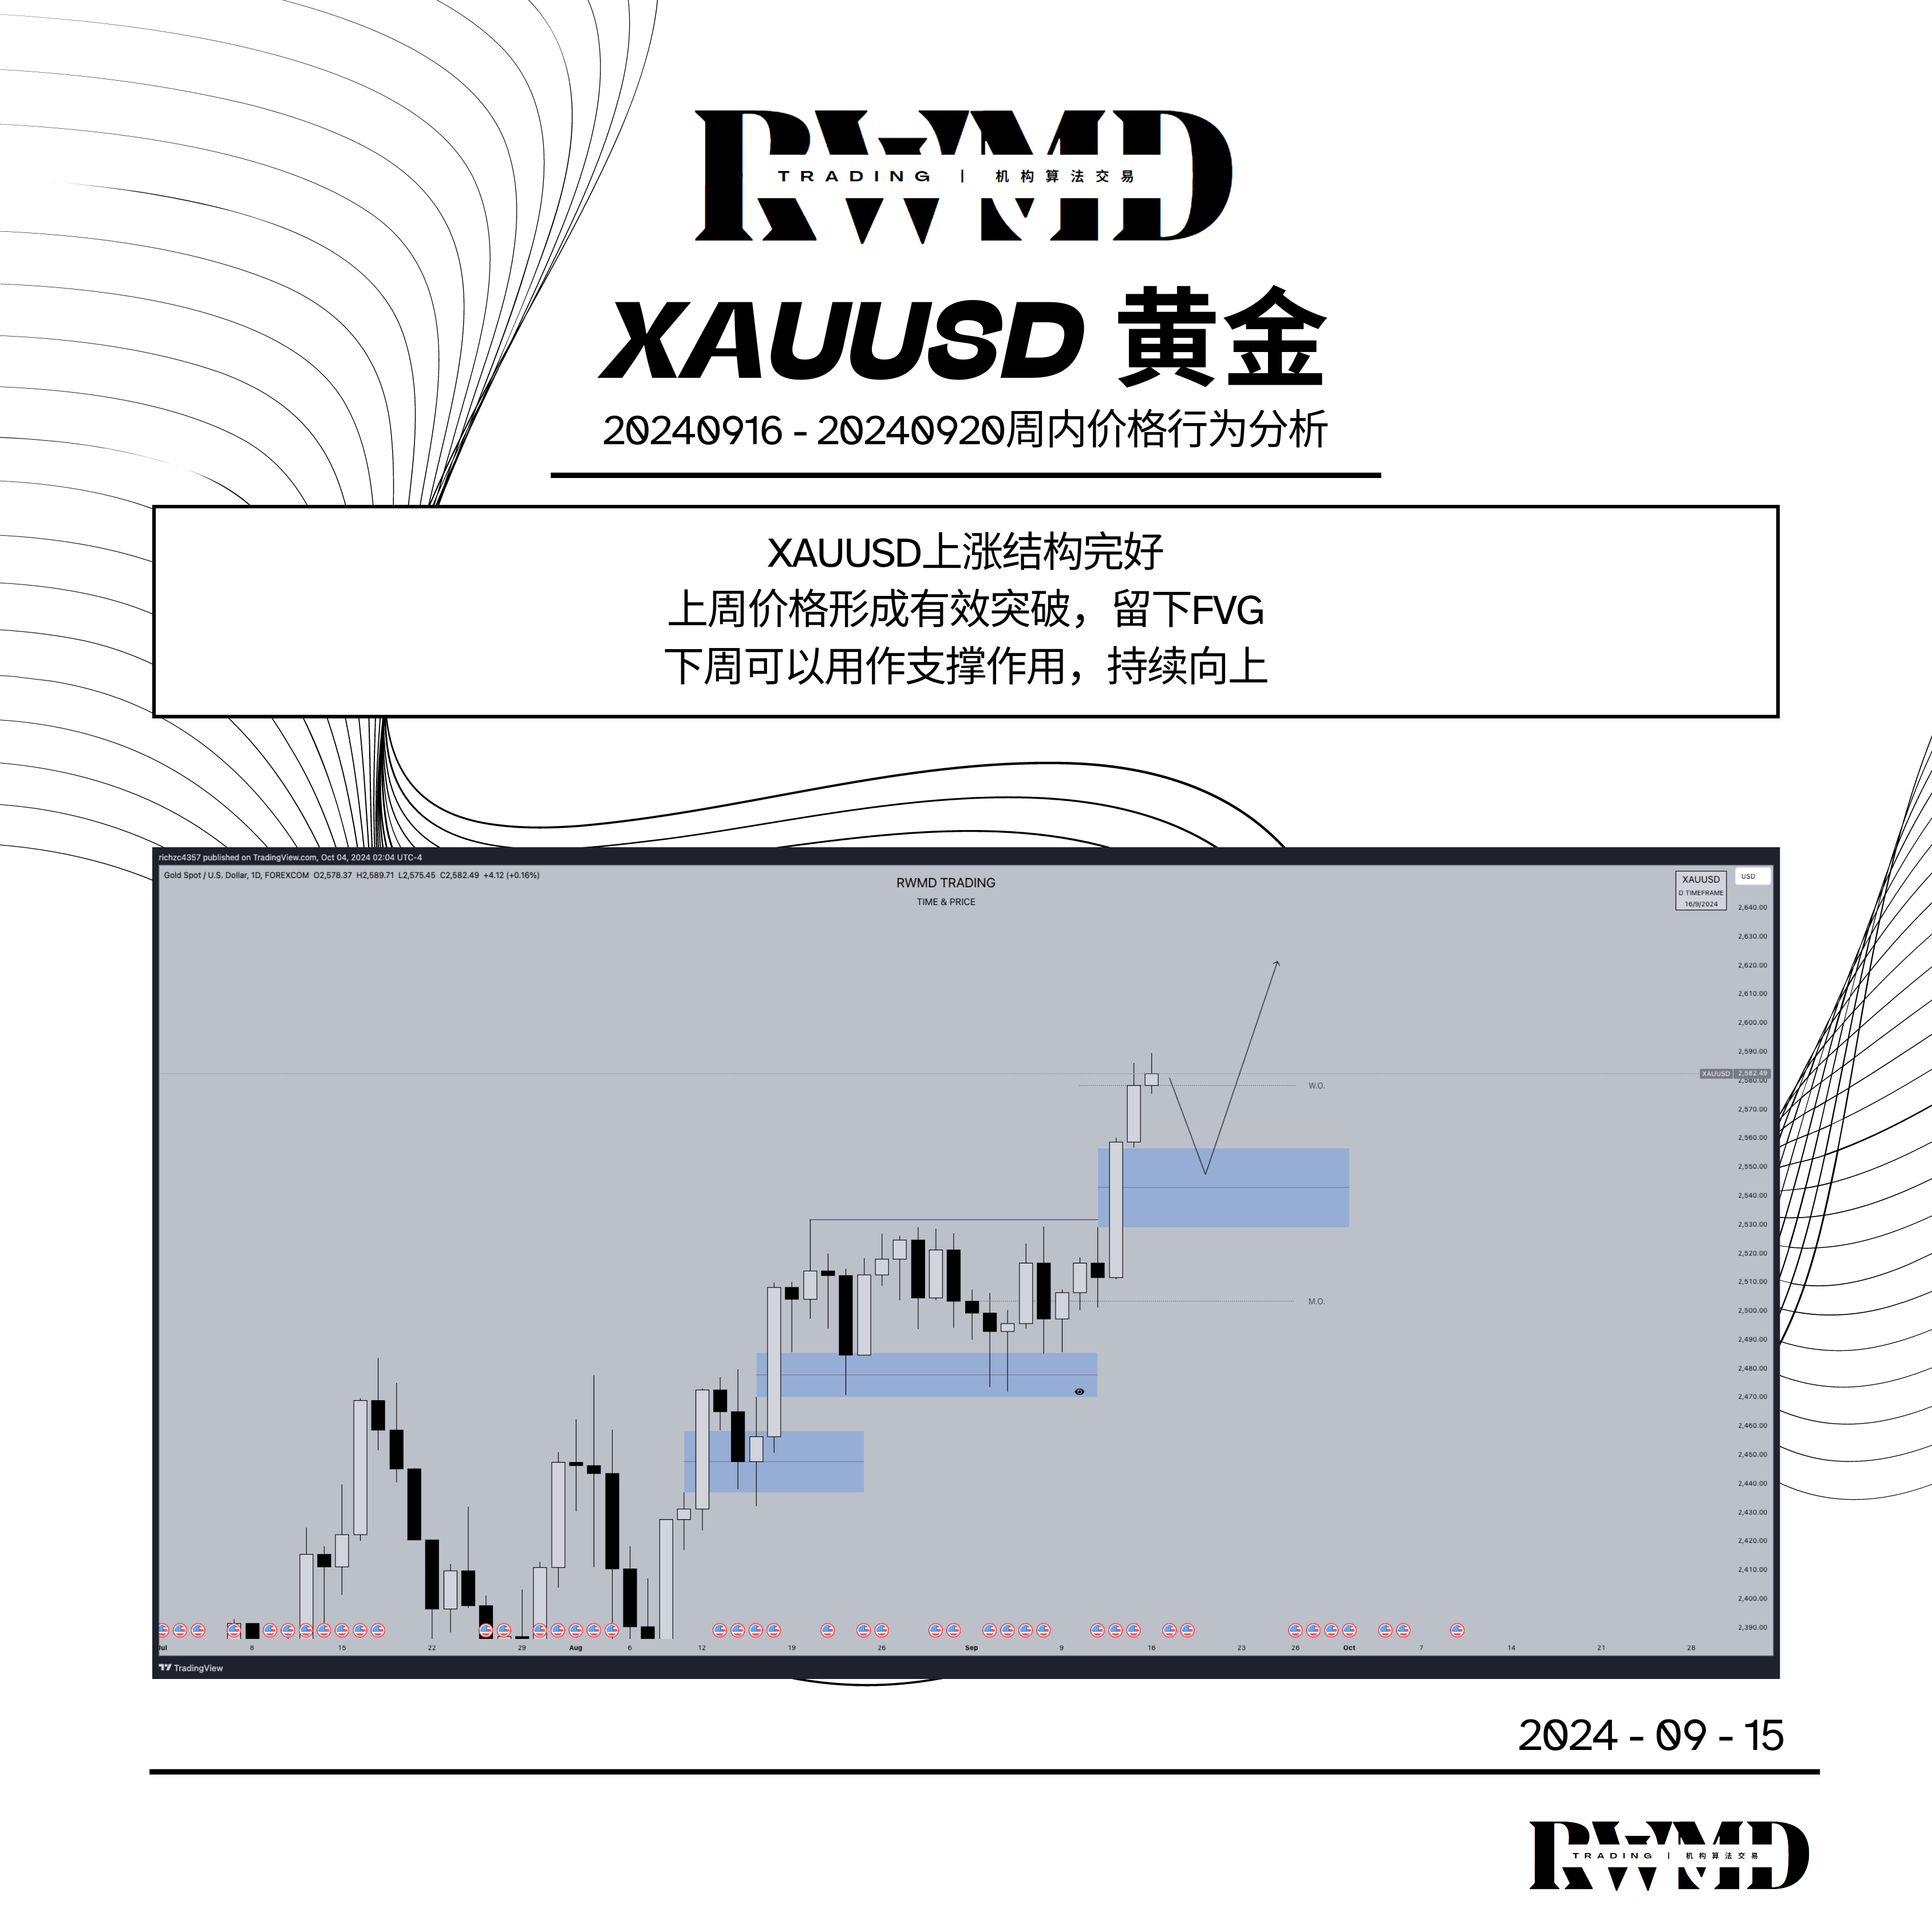 RWMD
TRADING | 机构算法交易
XAUUSD 黄金
20240916 - 20240920周内价格行为分析
XAUUSD上涨结构完好
上周价格形成有效突破，留下FVG
下周可以用作支撑作用，持续向上
richzc4357 published on TradingView.com, Oct 04, 2024 02:04 UTC-4
Gold Spot / U.S. Dollar, 1D, FOREXCOM O2,578.37 H2,589.71 L2,575.45 C2,582.49 +4.12 (+0.16%)
RWMD TRADING
TIME & PRICE
XAUUSD
D TIMEFRAME
16/9/2024
USD
2,640.00
2,630.00
2,620.00
2,610.00
2,600.00
2,590.00
XAUUSD 2,582.49
2,580.00
2,570.00
2,560.00
2,550.00
2,540.00
2,530.00
2,520.00
2,510.00
2,500.00
2,490.00
2,480.00
2,470.00
2,460.00
2,450.00
2,440.00
2,430.00
2,420.00
2,410.00
2,400.00
2,390.00
W.O.
M.O.
Jul 8 15 22 29 Aug 6 12 19 26 Sep 9 16 23 26 Oct 7 14 21 28
TradingView
2024 - 09 - 15
RWMD
TRADING | 机构算法交易